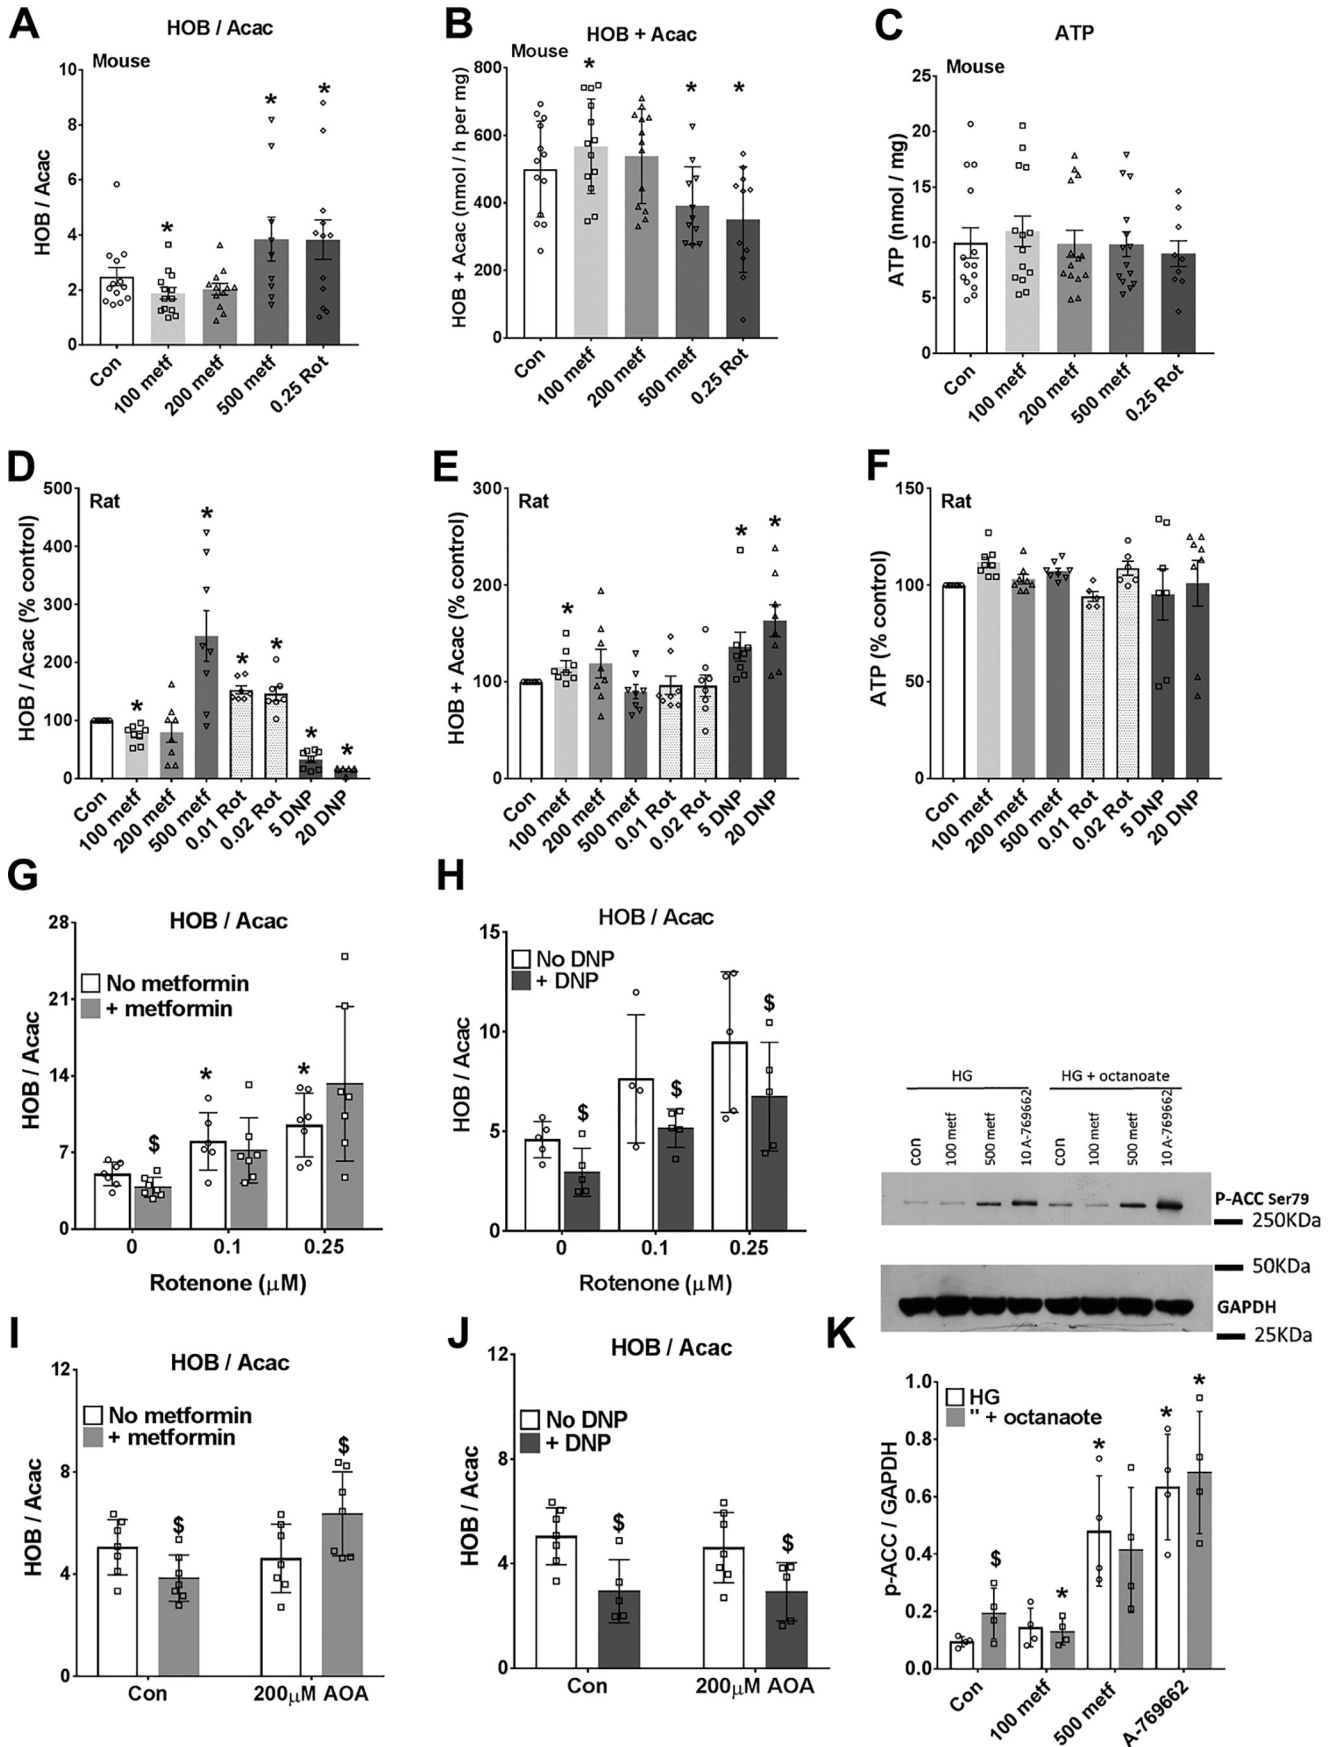 A
HOB / Acac
Mouse
HOB / Acac
10
8
6
4
2
0
Con
100 metf
200 metf
500 metf
0.25 Rot
*
*
*
B
HOB + Acac
Mouse
HOB + Acac (nmol / h per mg)
800
600
400
200
0
Con
100 metf
200 metf
500 metf
0.25 Rot
*
*
*
C
ATP
Mouse
ATP (nmol / mg)
25
20
15
10
5
0
Con
100 metf
200 metf
500 metf
0.25 Rot
D
Rat
HOB / Acac (% control)
500
400
300
200
100
0
Con
100 metf
200 metf
500 metf
0.01 Rot
0.02 Rot
5 DNP
20 DNP
*
*
*
*
*
*
E
Rat
HOB + Acac (% control)
300
200
100
0
Con
100 metf
200 metf
500 metf
0.01 Rot
0.02 Rot
5 DNP
20 DNP
*
*
*
F
Rat
ATP (% control)
150
100
50
0
Con
100 metf
200 metf
500 metf
0.01 Rot
0.02 Rot
5 DNP
20 DNP
G
HOB / Acac
No metformin
+ metformin
HOB / Acac
28
21
14
7
0
$
*
*
0
0.1
0.25
Rotenone (μM)
H
HOB / Acac
No DNP
+ DNP
HOB / Acac
15
10
5
0
$
$
$
0
0.1
0.25
Rotenone (μM)
HG
HG + octanoate
CON
100 metf
500 metf
10 A-769662
CON
100 metf
500 metf
10 A-769662
P-ACC Ser79
250KDa
50KDa
GAPDH
25KDa
I
HOB / Acac
No metformin
+ metformin
HOB / Acac
12
8
4
0
$
$
Con
200μM AOA
J
HOB / Acac
No DNP
+ DNP
HOB / Acac
12
8
4
0
$
$
Con
200μM AOA
K
HG
" + octanaote
p-ACC / GAPDH
1.0
0.8
0.6
0.4
0.2
0.0
$
*
*
*
*
Con
100 metf
500 metf
A-769662